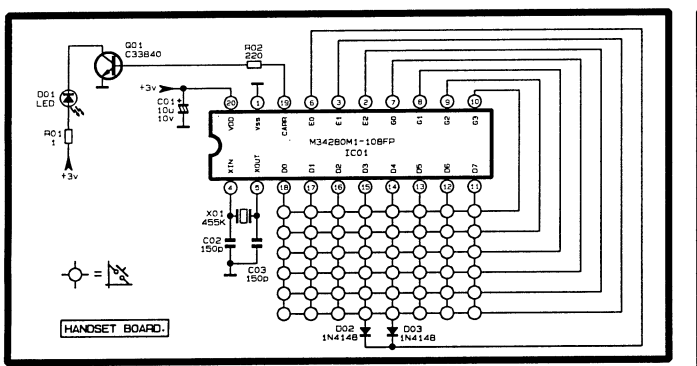 Q01
C33840
R02
220
DD1
LED
R01
1
+3v
+3v
C01 +
10u
10v
20 1 19 6 3 2 7 8 9 10
VDD Vss CARR E0 E1 E2 G0 G1 G2 G3
M34280M1-108FP
IC01
XIN XOUT D0 D1 D2 D3 D4 D5 D6 D7
4 5 18 17 16 15 14 13 12 11
X01
455K
C02
150p
C03
150p
=
HANDSET BOARD.
D02
1N4148
D03
1N4148